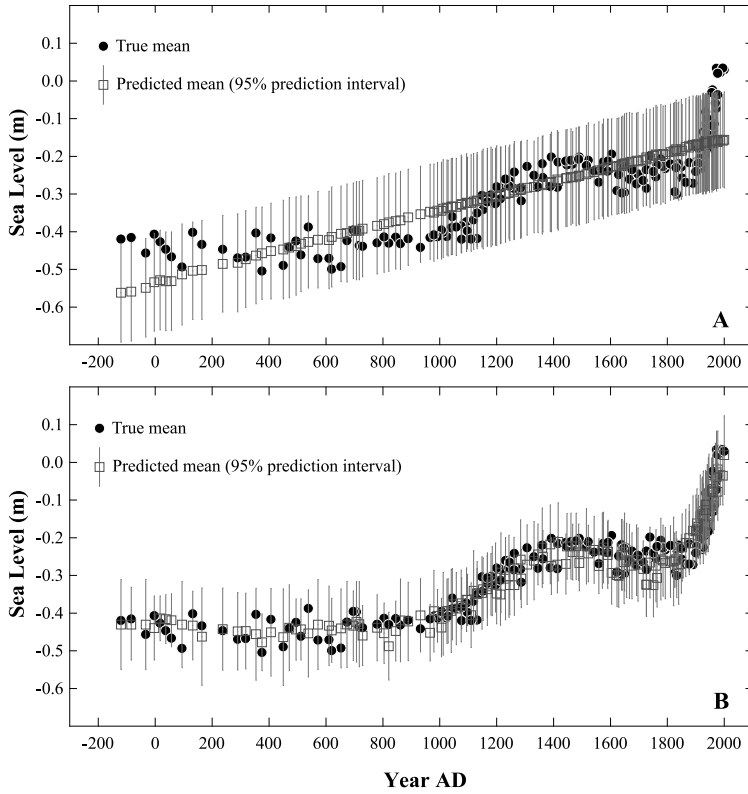 0.1
True mean
0.0
Predicted mean (95% prediction interval)
-0.1
Sea Level (m)
-0.2
-0.3
-0.4
-0.5
-0.6
A
-200 0 200 400 600 800 1000 1200 1400 1600 1800 2000
0.1
True mean
0.0
Predicted mean (95% prediction interval)
-0.1
Sea Level (m)
-0.2
-0.3
-0.4
-0.5
-0.6
B
-200 0 200 400 600 800 1000 1200 1400 1600 1800 2000
Year AD